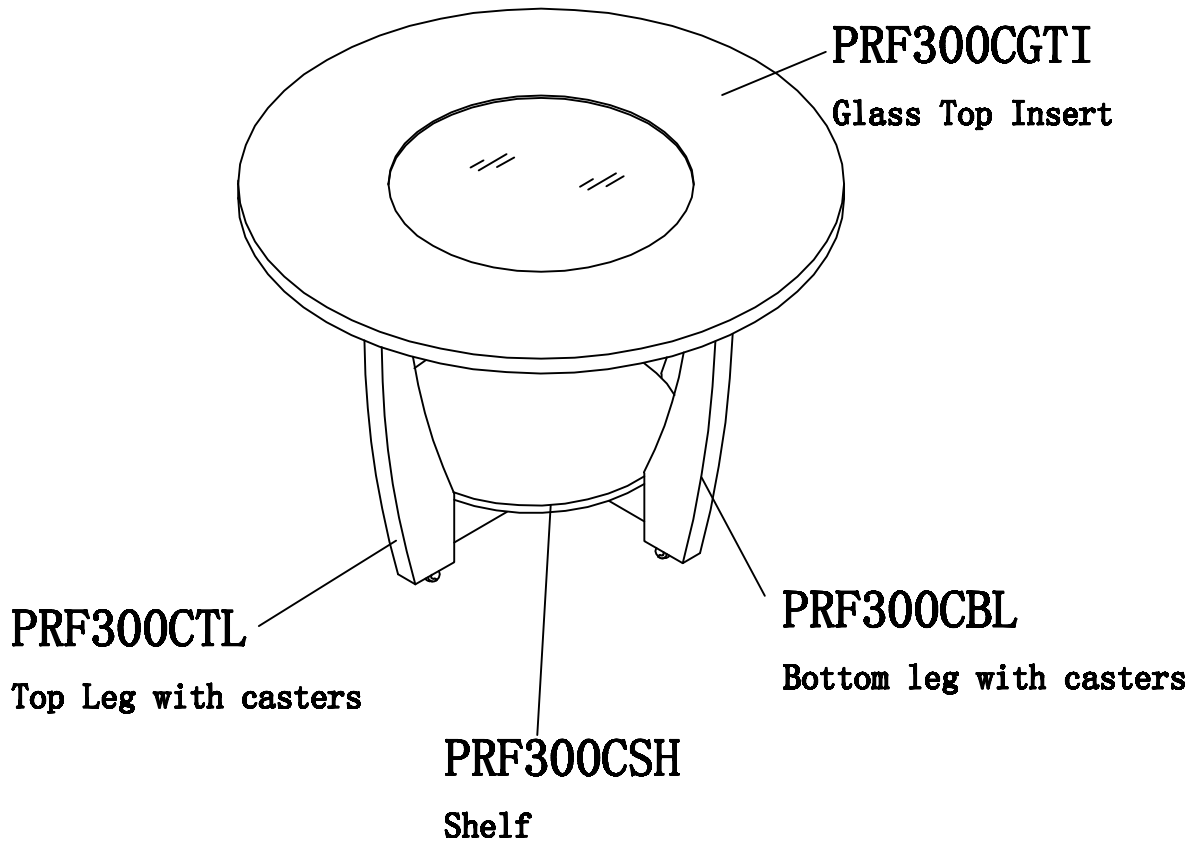 PRF300CGTI
Glass Top Insert
PRF300CTL
Top Leg with casters
PRF300CBL
Bottom leg with casters
PRF300CSH
Shelf